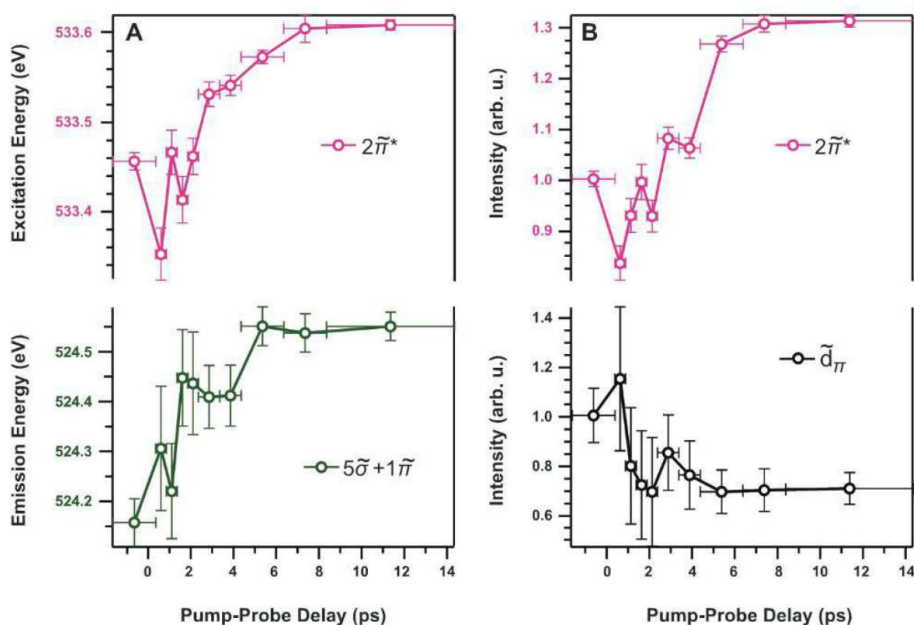 A
Excitation Energy (eV)
533.6
533.5
533.4
2π̃*
B
Intensity (arb. u.)
1.3
1.2
1.1
1.0
0.9
2π̃*
Emission Energy (eV)
524.5
524.4
524.3
524.2
5σ̃+1π̃
0 2 4 6 8 10 12 14
Pump-Probe Delay (ps)
Intensity (arb. u.)
1.4
1.2
1.0
0.8
0.6
d̃π
0 2 4 6 8 10 12 14
Pump-Probe Delay (ps)